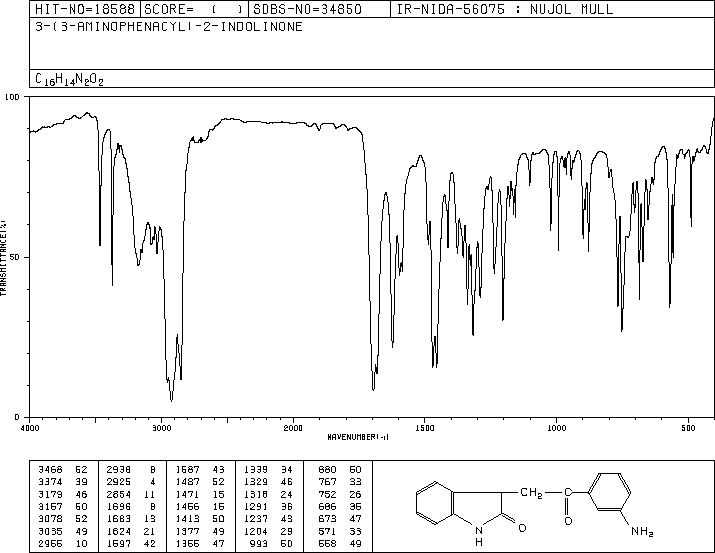 HIT-NO=18588 SCORE= ( ) SDBS-NO=34850 IR-NIDA-56075 : NUJOL MULL
3-(3-AMINOPHENACYL)-2-INDOLINONE
C16H14N2O2
100
50
0
TRANSMITTANCE(%)
4000 3000 2000 1500 1000 500
WAVENUMBER(-1)
3468 52 2938 8 1587 43 1339 34 880 50
3374 39 2925 4 1487 52 1329 46 767 33
3179 46 2854 11 1471 15 1318 24 752 26
3157 50 1696 8 1456 15 1291 36 686 35
3078 52 1683 13 1413 50 1237 43 673 47
3035 49 1624 21 1377 49 1204 29 571 33
2955 10 1597 42 1355 47 993 50 558 49
CH2 C
O O
N
H
NH2